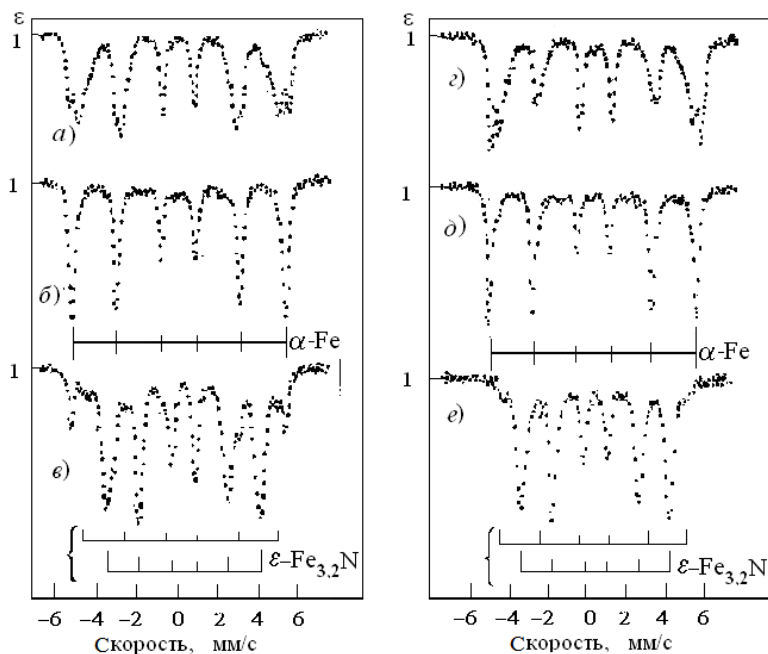 ε
1
а)
1
б)
α-Fe
1
в)
ε–Fe3,2N
−6 −4 −2 0 2 4 6
Скорость, мм/с
ε
1
г)
1
д)
α-Fe
1
е)
ε–Fe3,2N
−6 −4 −2 0 2 4 6
Скорость, мм/с